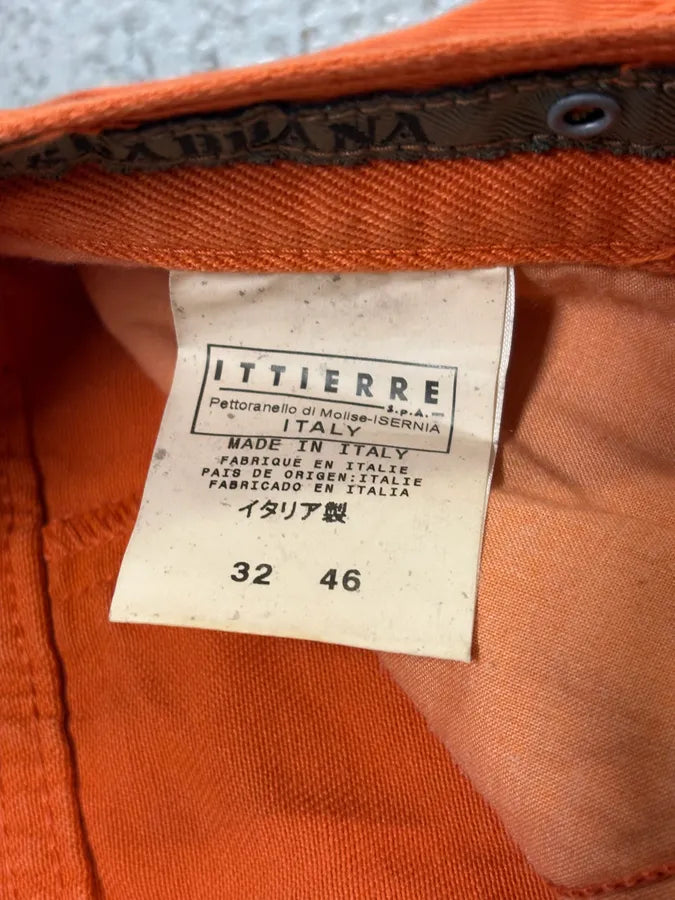 ITTIERRE
S.p.A.
Pettoranello di Molise-ISERNIA
ITALY
MADE IN ITALY
FABRIQUÉ EN ITALIE
PAIS DE ORIGEN:ITALIE
FABRICADO EN ITALIA
イタリア製
32 46